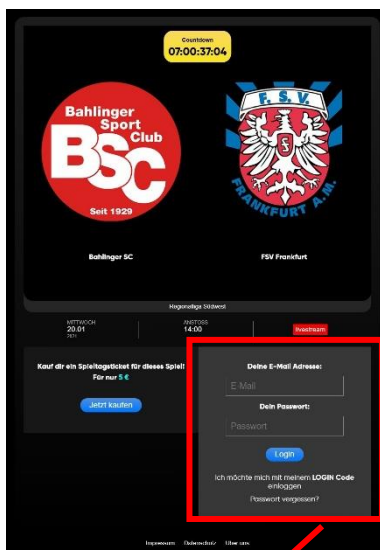 Countdown
07:00:37:04
Bahlinger
Sport
Club
BSC
Seit 1929
F. S. V.
FRANKFURT A.M.
Bahlinger SC
FSV Frankfurt
Regionalliga Südwest
MITTWOCH
20.01
2021
ANSTOSS
14:00
livestream
Kauf dir ein Spieltagsticket für dieses Spiel!
Für nur 5 €
Jetzt kaufen
Deine E-Mail Adresse:
E-Mail
Dein Passwort:
Passwort
Login
Ich möchte mich mit meinem LOGIN Code
einloggen
Passwort vergessen?
Impressum Datenschutz Über uns